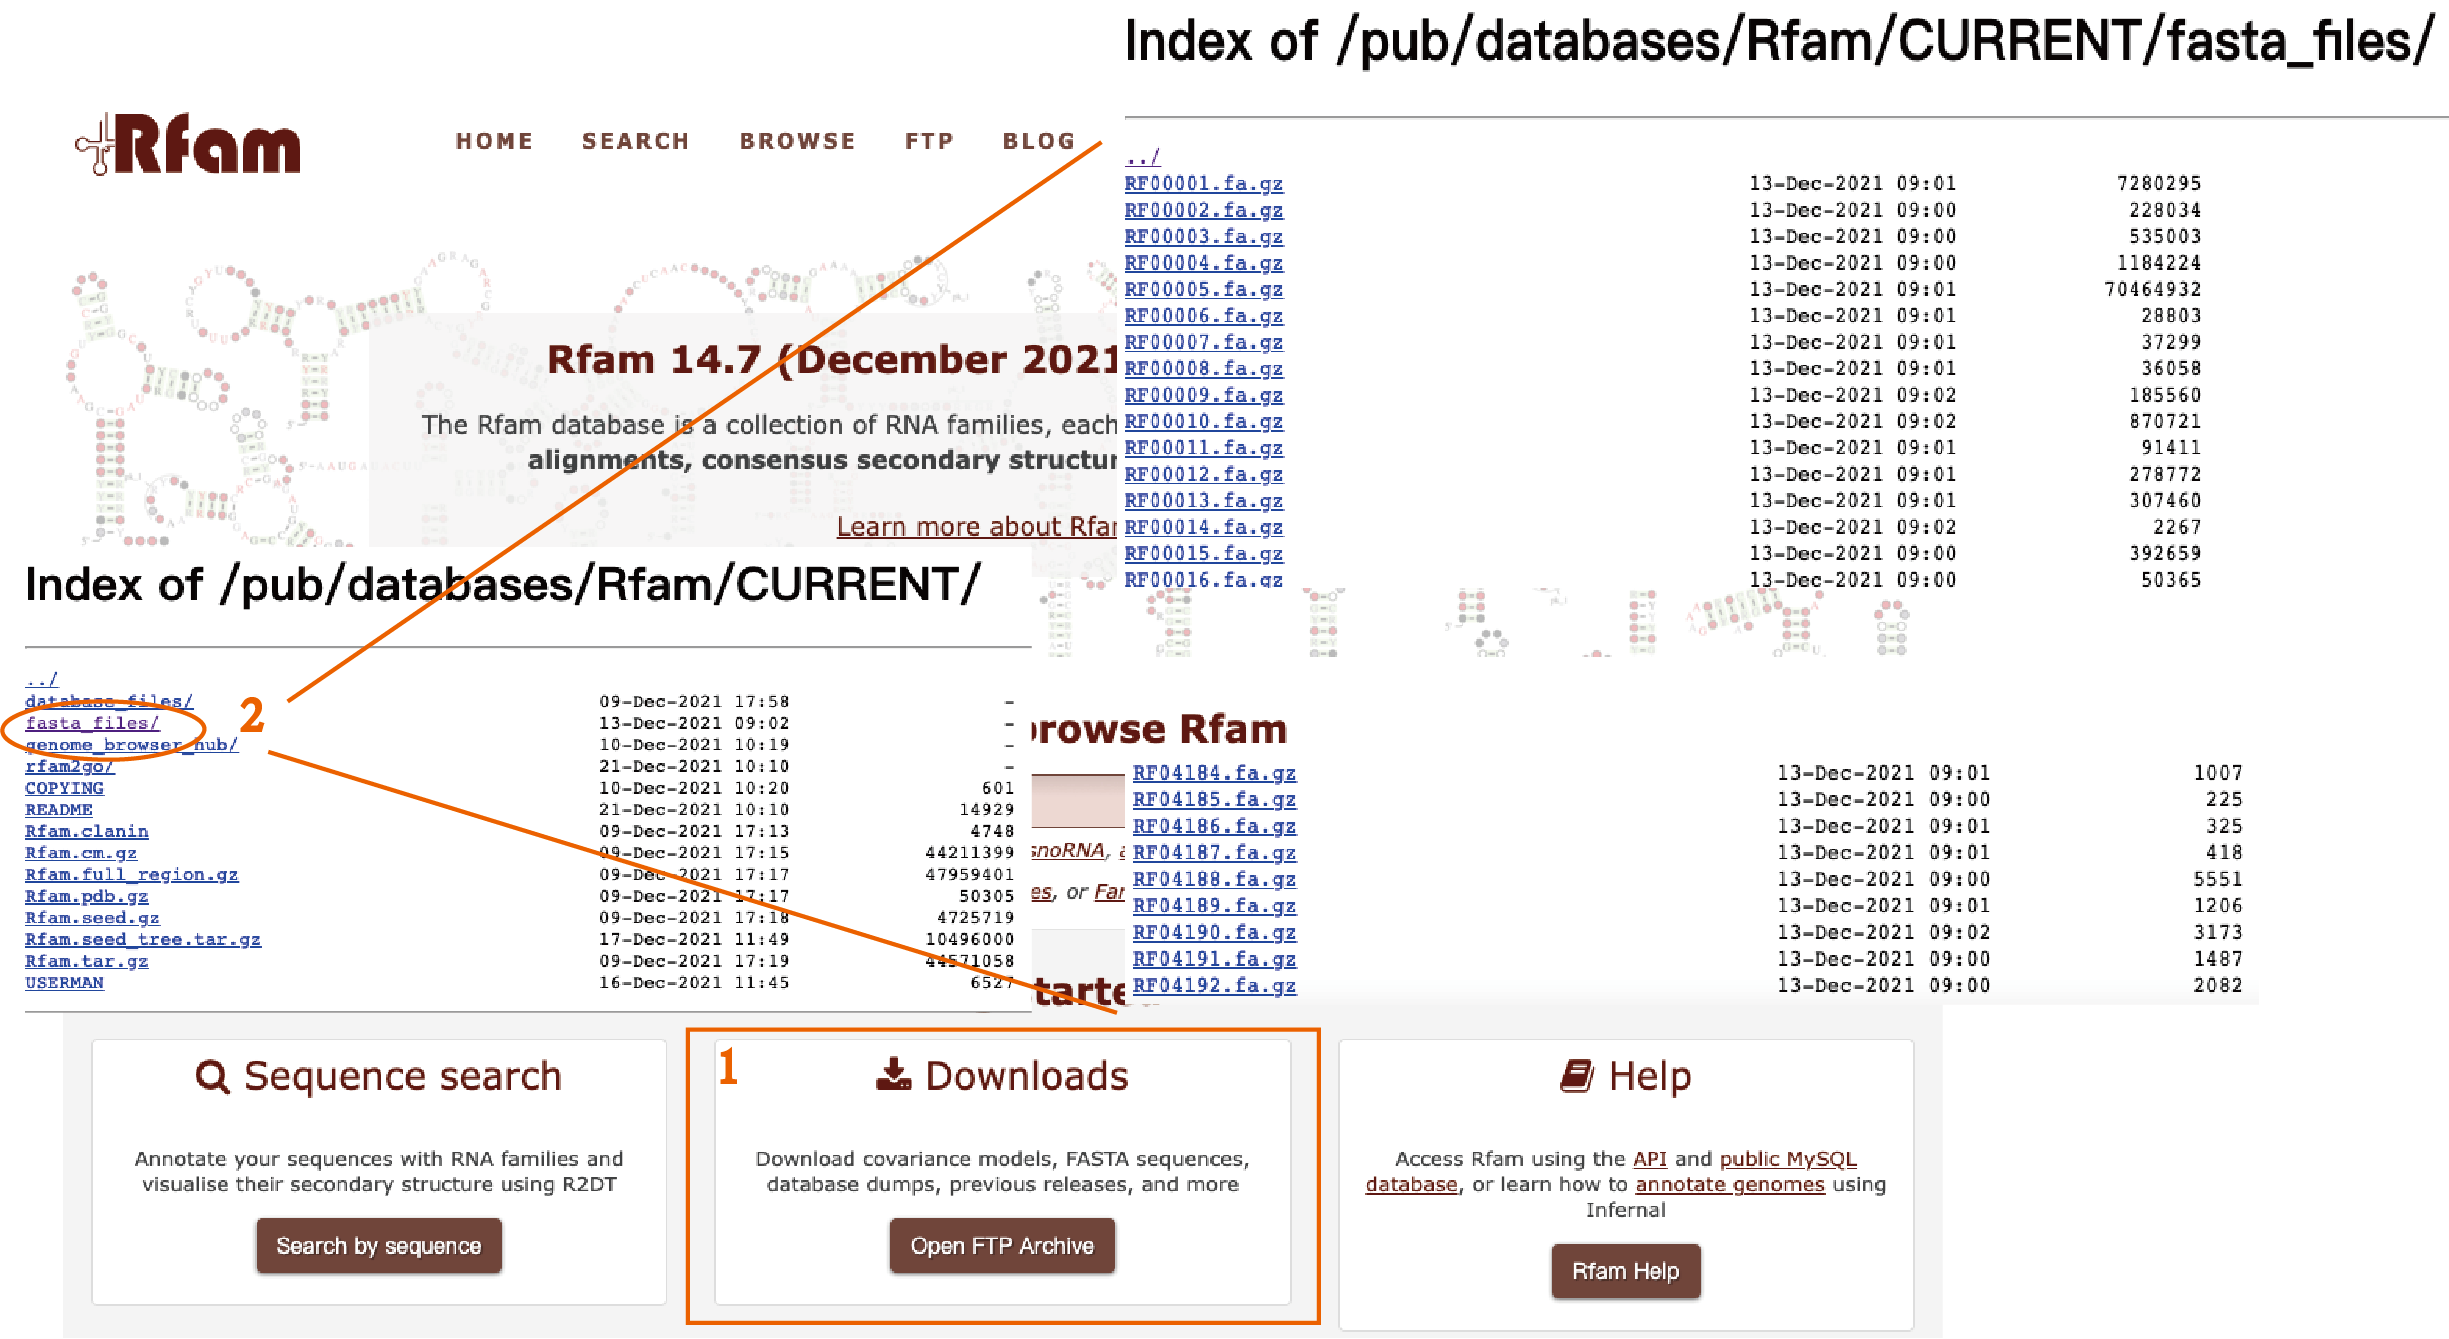 Index of /pub/databases/Rfam/CURRENT/fasta_files/
Rfam
HOME SEARCH BROWSE FTP BLOG
../
RF00001.fa.gz 13-Dec-2021 09:01 7280295
RF00002.fa.gz 13-Dec-2021 09:00 228034
RF00003.fa.gz 13-Dec-2021 09:00 535003
RF00004.fa.gz 13-Dec-2021 09:00 1184224
RF00005.fa.gz 13-Dec-2021 09:01 70464932
RF00006.fa.gz 13-Dec-2021 09:01 28803
RF00007.fa.gz 13-Dec-2021 09:01 37299
RF00008.fa.gz 13-Dec-2021 09:01 36058
RF00009.fa.gz 13-Dec-2021 09:02 185560
RF00010.fa.gz 13-Dec-2021 09:02 870721
RF00011.fa.gz 13-Dec-2021 09:01 91411
RF00012.fa.gz 13-Dec-2021 09:01 278772
RF00013.fa.gz 13-Dec-2021 09:01 307460
RF00014.fa.gz 13-Dec-2021 09:02 2267
RF00015.fa.gz 13-Dec-2021 09:00 392659
RF00016.fa.gz 13-Dec-2021 09:00 50365
Rfam 14.7 (December 2021
The Rfam database is a collection of RNA families, each
alignments, consensus secondary structur
Learn more about Rfam
Index of /pub/databases/Rfam/CURRENT/
../
database_files/ 09-Dec-2021 17:58 -
fasta_files/ 13-Dec-2021 09:02 -
2
genome_browser_hub/ 10-Dec-2021 10:19 -
rfam2go/ 21-Dec-2021 10:10 -
COPYING 10-Dec-2021 10:20 601
README 21-Dec-2021 10:10 14929
Rfam.clanin 09-Dec-2021 17:13 4748
Rfam.cm.gz 09-Dec-2021 17:15 44211399
Rfam.full_region.gz 09-Dec-2021 17:17 47959401
Rfam.pdb.gz 09-Dec-2021 17:17 50305
Rfam.seed.gz 09-Dec-2021 17:18 4725719
Rfam.seed_tree.tar.gz 17-Dec-2021 11:49 10496000
Rfam.tar.gz 09-Dec-2021 17:19 44571058
USERMAN 16-Dec-2021 11:45 6527
browse Rfam
snoRNA,
es, or Far
tarte
RF04184.fa.gz 13-Dec-2021 09:01 1007
RF04185.fa.gz 13-Dec-2021 09:00 225
RF04186.fa.gz 13-Dec-2021 09:01 325
RF04187.fa.gz 13-Dec-2021 09:01 418
RF04188.fa.gz 13-Dec-2021 09:00 5551
RF04189.fa.gz 13-Dec-2021 09:01 1206
RF04190.fa.gz 13-Dec-2021 09:02 3173
RF04191.fa.gz 13-Dec-2021 09:00 1487
RF04192.fa.gz 13-Dec-2021 09:00 2082
Sequence search
Annotate your sequences with RNA families and
visualise their secondary structure using R2DT
Search by sequence
1
Downloads
Download covariance models, FASTA sequences,
database dumps, previous releases, and more
Open FTP Archive
Help
Access Rfam using the API and public MySQL
database, or learn how to annotate genomes using
Infernal
Rfam Help